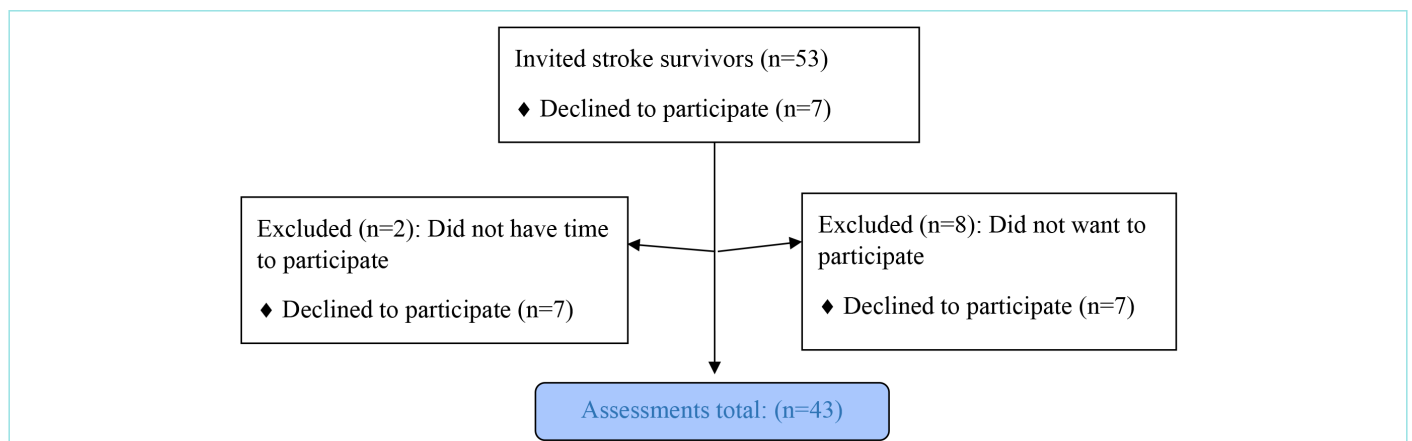 Invited stroke survivors (n=53)
♦ Declined to participate (n=7)
Excluded (n=2): Did not have time
to participate
♦ Declined to participate (n=7)
Excluded (n=8): Did not want to
participate
♦ Declined to participate (n=7)
Assessments total: (n=43)